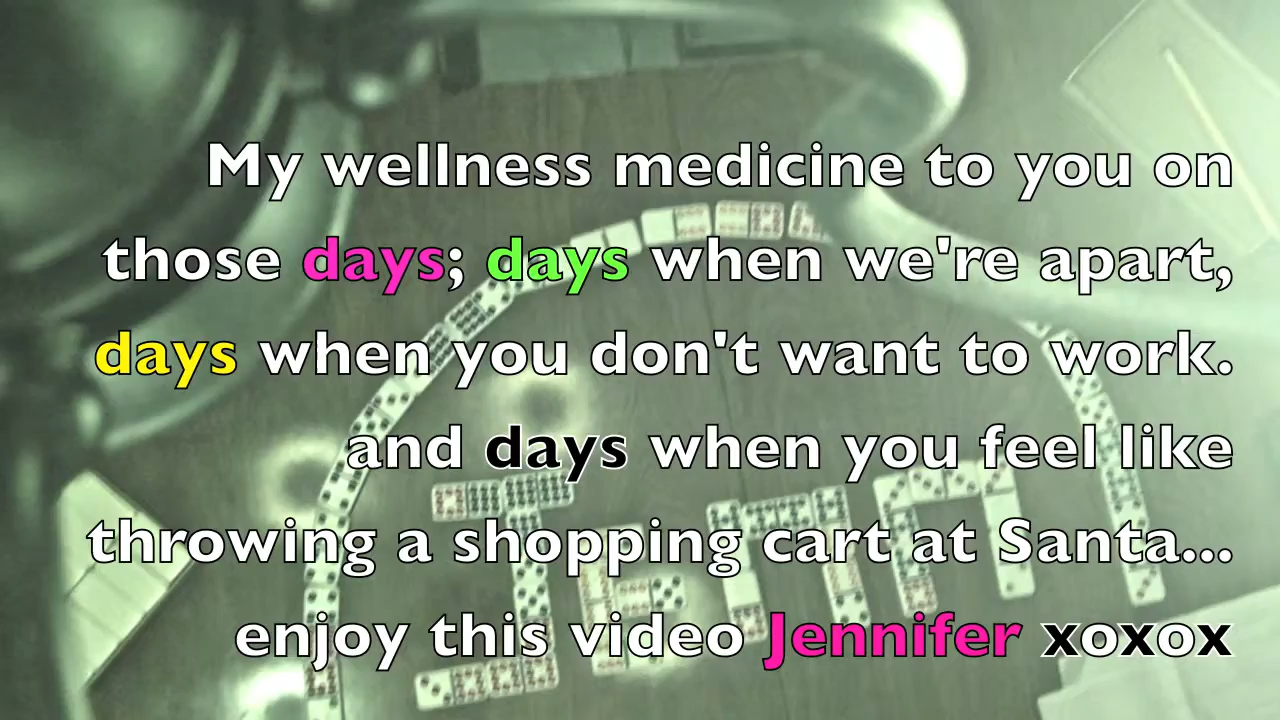 My wellness medicine to you on
those days; days when we're apart,
days when you don't want to work.
and days when you feel like
throwing a shopping cart at Santa...
enjoy this video Jennifer xoxox
Jenn